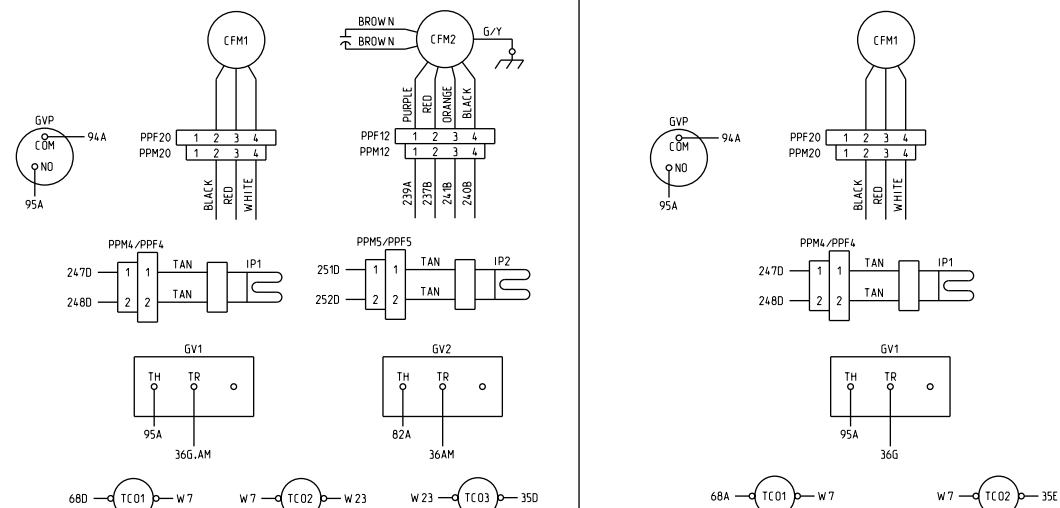 CFM1
BROWN
BROWN
CFM2
G/Y
PURPLE
RED
ORANGE
BLACK
GVP
COM
94A
NO
95A
PPF20 1 2 3 4
PPM20 1 2 3 4
BLACK
RED
WHITE
PPF12 1 2 3 4
PPM12 1 2 3 4
239A
237B
241B
240B
PPM4/PPF4
247D 1 1 TAN IP1
248D 2 2 TAN
PPM5/PPF5
251D 1 1 TAN IP2
252D 2 2 TAN
GV1
TH TR
95A
36G.AM
GV2
TH TR
82A
36AM
68D TCO1 W7
W7 TCO2 W23
W23 TCO3 35D
CFM1
GVP
COM
94A
NO
95A
PPF20 1 2 3 4
PPM20 1 2 3 4
BLACK
RED
WHITE
PPM4/PPF4
247D 1 1 TAN IP1
248D 2 2 TAN
GV1
TH TR
95A
36G
68A TCO1 W7
W7 TCO2 35E